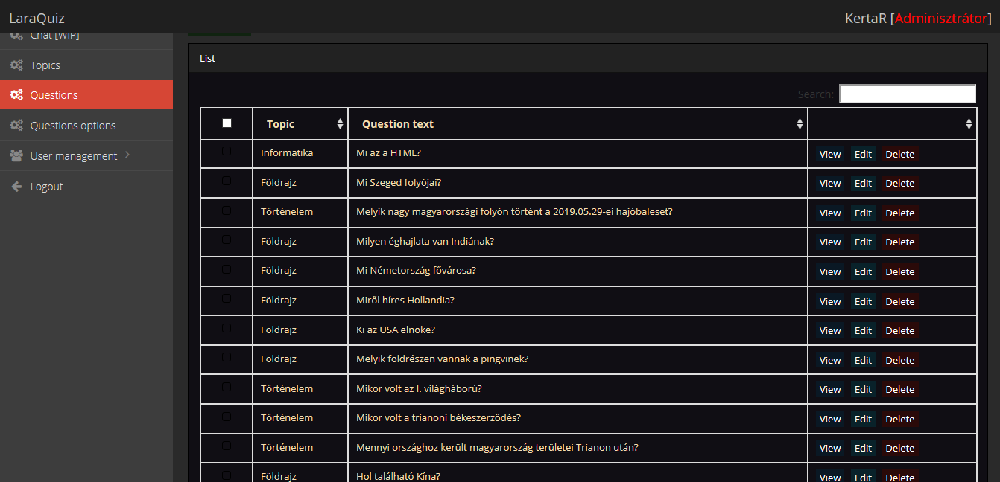 LaraQuiz
KertaR [Adminisztrátor]
Chat [WIP]
Topics
Questions
Questions options
User management
Logout
List
Search:
Topic Question text
Informatika Mi az a HTML? View Edit Delete
Földrajz Mi Szeged folyójai? View Edit Delete
Történelem Melyik nagy magyarországi folyón történt a 2019.05.29-ei hajóbaleset? View Edit Delete
Földrajz Milyen éghajlata van Indiának? View Edit Delete
Földrajz Mi Németország fővárosa? View Edit Delete
Földrajz Miről híres Hollandia? View Edit Delete
Földrajz Ki az USA elnöke? View Edit Delete
Földrajz Melyik földrészen vannak a pingvinek? View Edit Delete
Történelem Mikor volt az I. világháború? View Edit Delete
Történelem Mikor volt a trianoni békeszerződés? View Edit Delete
Történelem Mennyi országhoz került magyarország területei Trianon után? View Edit Delete
Földrajz Hol található Kína? View Edit Delete